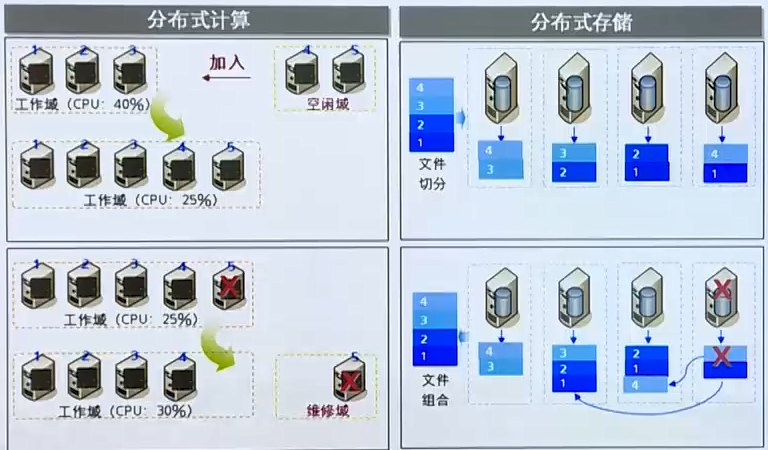 分布式计算
1 2 3
加入
4 5
工作域（CPU：40%）
空闲域
1 2 3 4 5
工作域（CPU：25%）
1 2 3 4 5
X
工作域（CPU：25%）
1 2 3 4
5
X
工作域（CPU：30%）
维修域
分布式存储
4
3
2
1
文件
切分
4
3
3
2
2
1
4
1
X
4
3
2
1
文件
组合
4
3
3
2
1
2
1
4
X